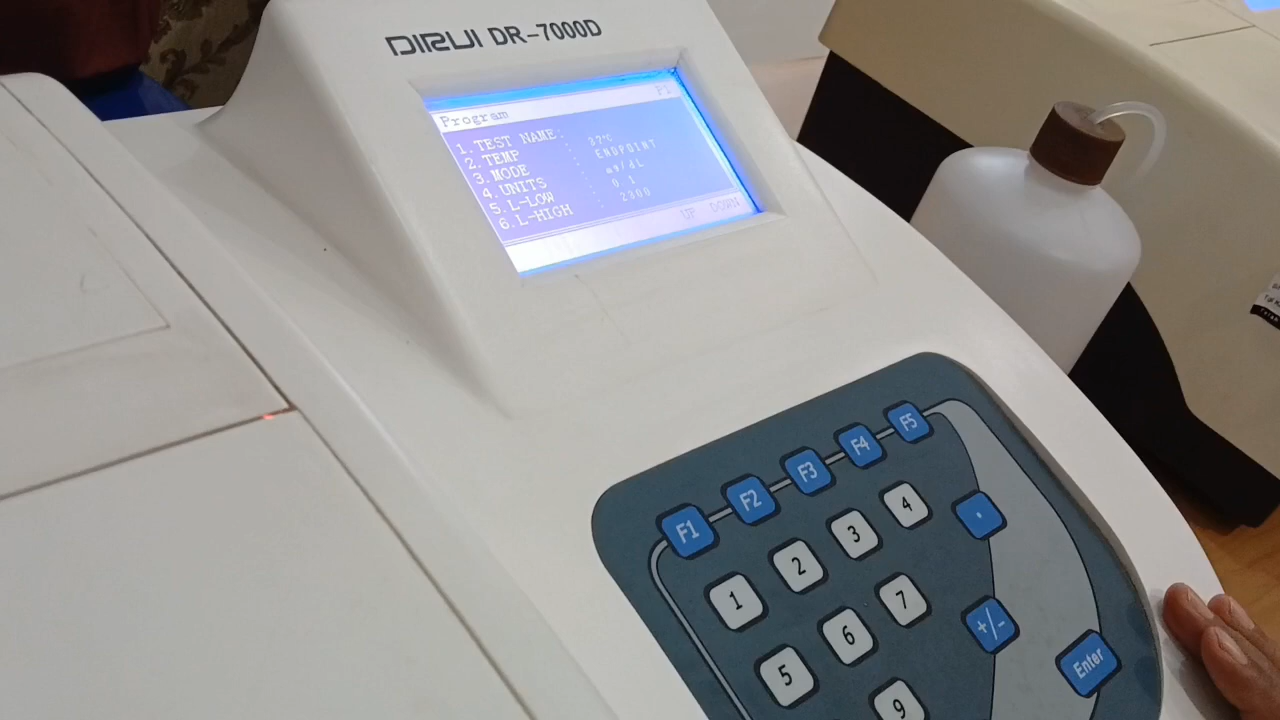 DIRUI DR-7000D
Program P1
1.TEST NAME:
2.TEMP : 37℃
3.MODE : ENDPOINT
4.UNITS : mg/dL
5.L-LOW : 0.1
6.L-HIGH : 2300
UP DOWN
F1 F2 F3 F4 F5
1 2 3 4 .
5 6 7 +/-
9 Enter